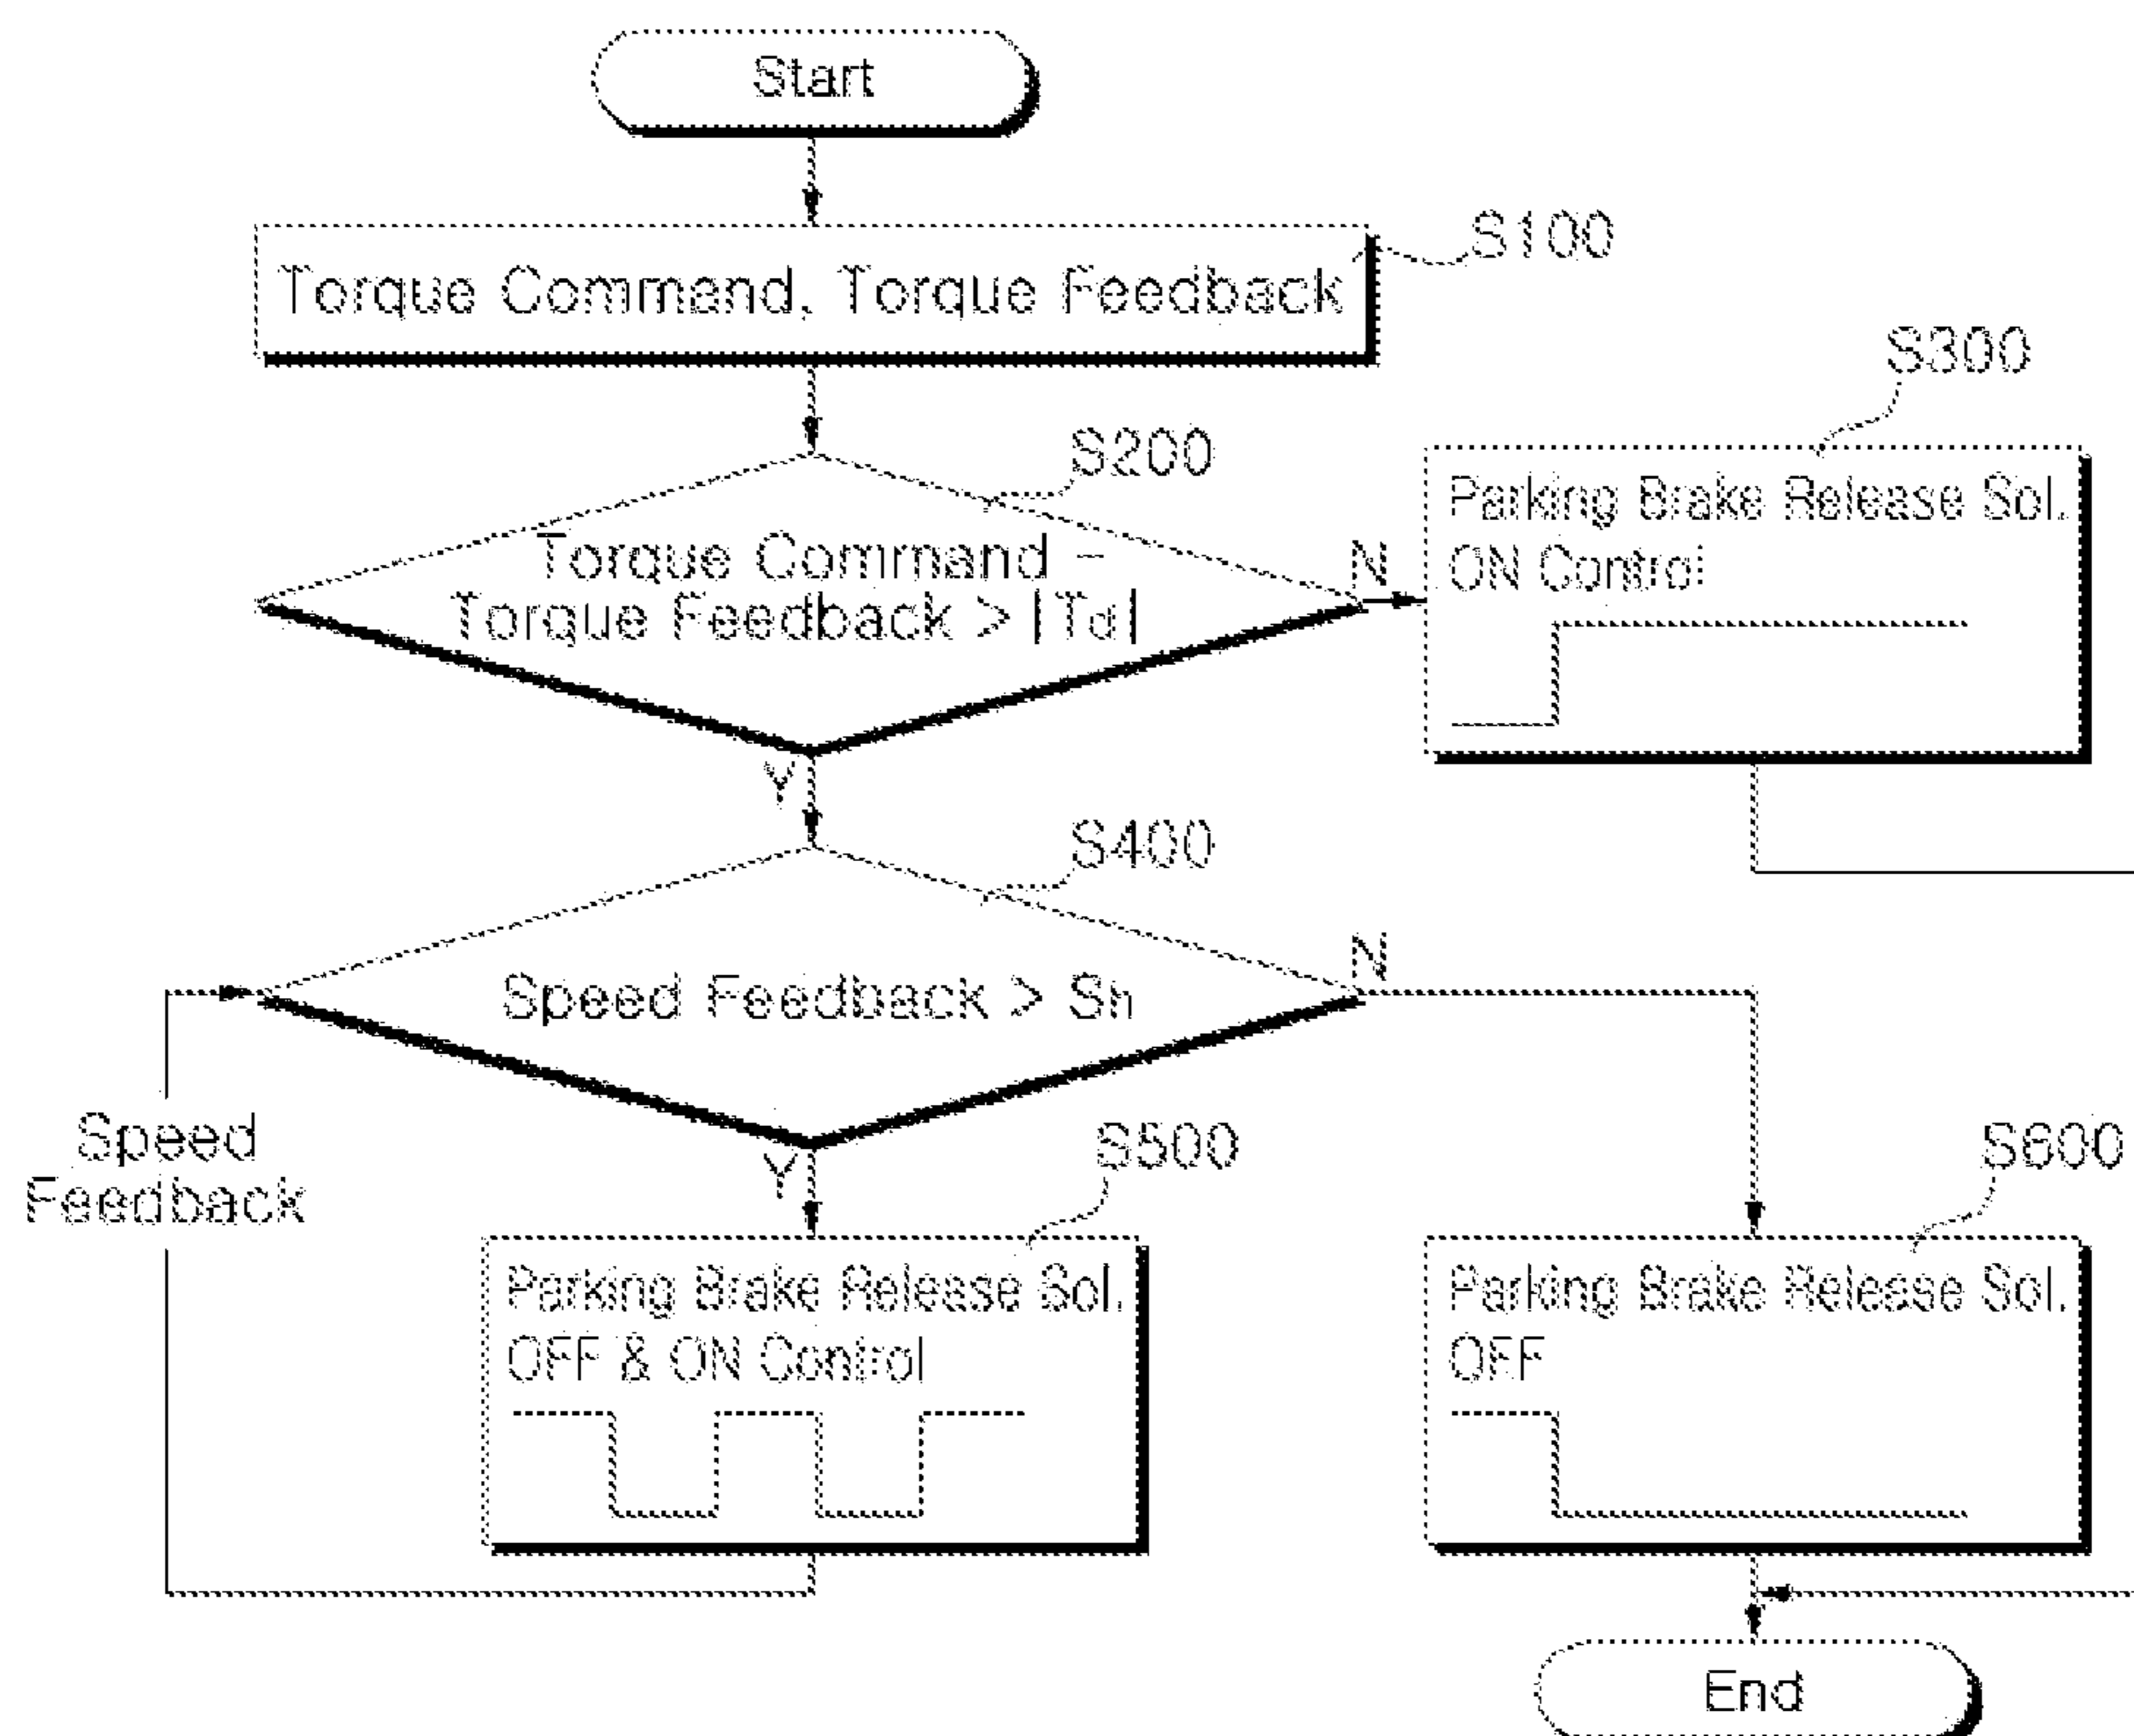 Start
S100
Torque Command, Torque Feedback
S300
S200
Parking Brake Release Sol.
ON Control
Torque Command -
Torque Feedback > |Td|
N
Y
S400
N
Speed Feedback > Sh
Speed
Feedback
Y
S500
S600
Parking Brake Release Sol.
OFF & ON Control
Parking Brake Release Sol.
OFF
End